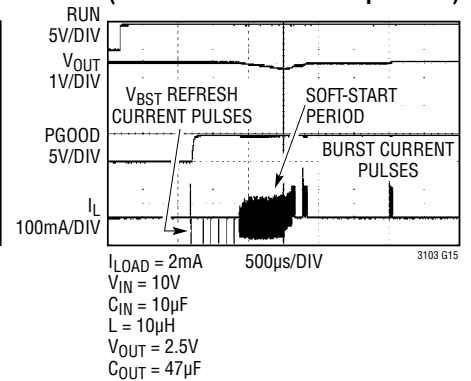 RUN
5V/DIV
VOUT
1V/DIV
VBST REFRESH
CURRENT PULSES
SOFT-START
PERIOD
PGOOD
5V/DIV
BURST CURRENT
PULSES
IL
100mA/DIV
3103 G15
ILOAD = 2mA
500µs/DIV
VIN = 10V
CIN = 10µF
L = 10µH
VOUT = 2.5V
COUT = 47µF